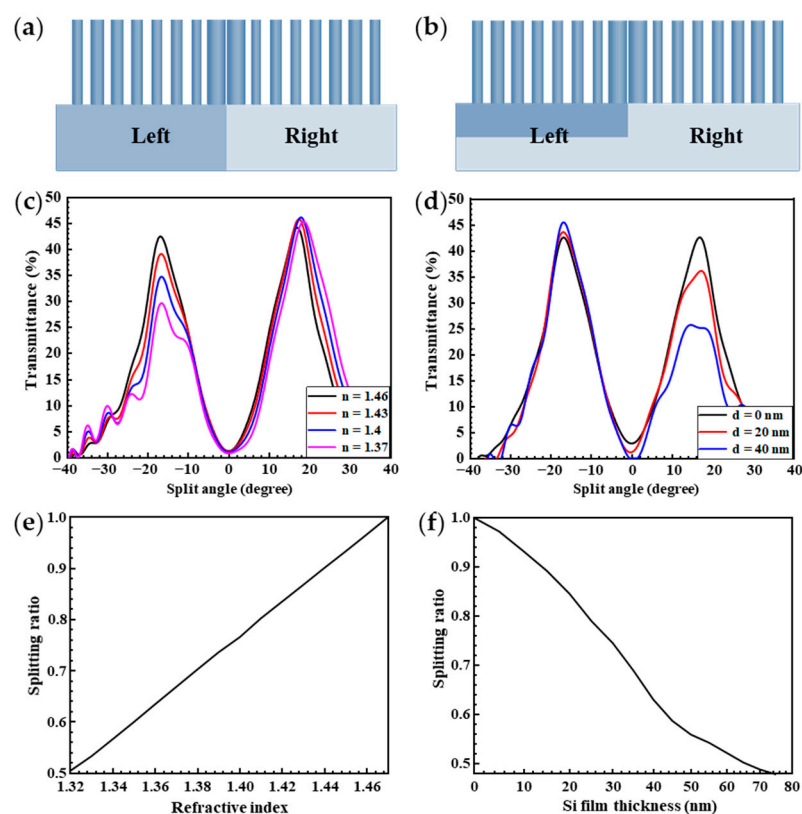 (a)
(b)
Left Right
Left Right
(c)
50
45
40
35
30
25
20
15
10
5
0
Transmittance (%)
−40 −30 −20 −10 0 10 20 30 40
Split angle (degree)
n = 1.46
n = 1.43
n = 1.4
n = 1.37
(d)
50
45
40
35
30
25
20
15
10
5
0
Transmittance (%)
−40 −30 −20 −10 0 10 20 30 40
Split angle (degree)
d = 0 nm
d = 20 nm
d = 40 nm
(e)
1.0
0.9
0.8
0.7
0.6
0.5
Splitting ratio
1.32 1.34 1.36 1.38 1.40 1.42 1.44 1.46
Refractive index
(f)
1.0
0.9
0.8
0.7
0.6
0.5
Splitting ratio
0 10 20 30 40 50 60 70 80
Si film thickness (nm)